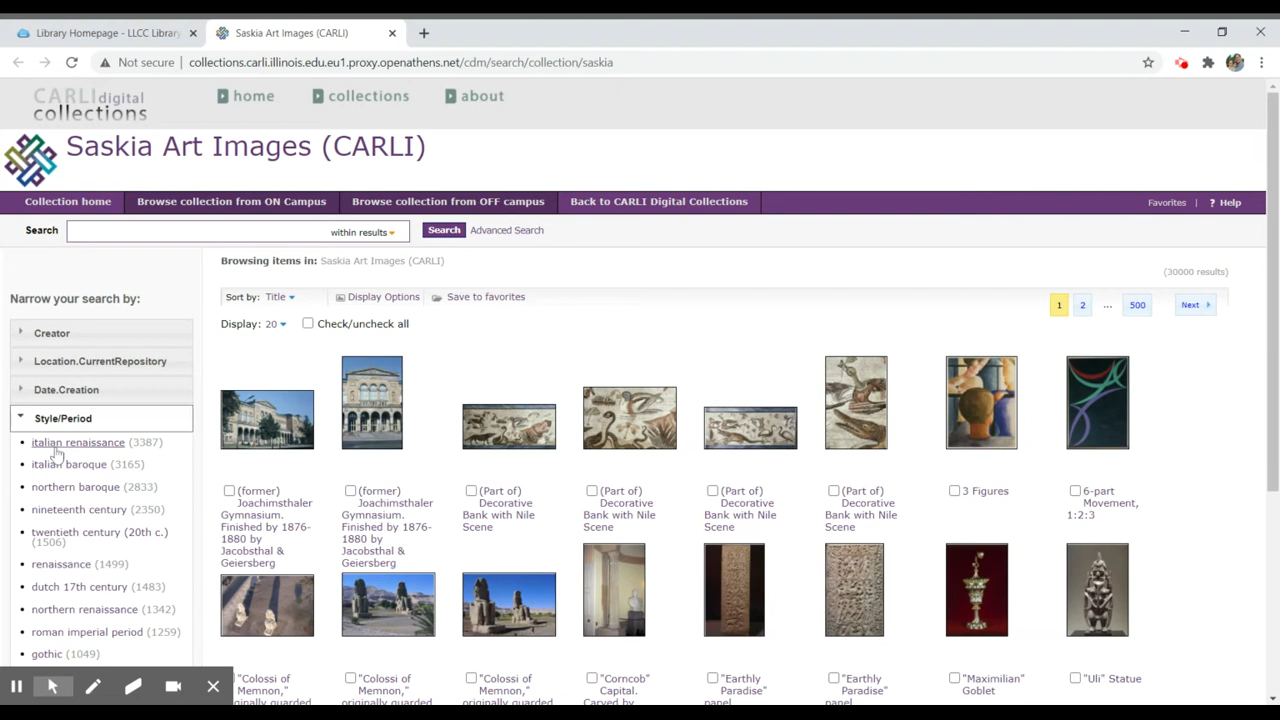 Library Homepage - LLCC Library
Saskia Art Images (CARLI)
Not secure
collections.carli.illinois.edu.eu1.proxy.openathens.net/cdm/search/collection/saskia
CARLI digital
collections
home
collections
about
Saskia Art Images (CARLI)
Collection home
Browse collection from ON Campus
Browse collection from OFF campus
Back to CARLI Digital Collections
Favorites
|
? Help
Search
within results
Search
Advanced Search
Browsing items in: Saskia Art Images (CARLI)
(30000 results)
Narrow your search by:
Sort by: Title
Display Options
Save to favorites
1
2
...
500
Next
Display: 20
Check/uncheck all
Creator
Location.CurrentRepository
Date.Creation
Style/Period
italian renaissance (3387)
italian baroque (3165)
northern baroque (2833)
nineteenth century (2350)
twentieth century (20th c.)
(1506)
renaissance (1499)
dutch 17th century (1483)
northern renaissance (1342)
roman imperial period (1259)
gothic (1049)
(former)
Joachimsthaler
Gymnasium.
Finished by 1876-
1880 by
Jacobsthal &
Geiersberg
(former)
Joachimsthaler
Gymnasium.
Finished by 1876-
1880 by
Jacobsthal &
Geiersberg
(Part of)
Decorative
Bank with Nile
Scene
(Part of)
Decorative
Bank with Nile
Scene
(Part of)
Decorative
Bank with Nile
Scene
(Part of)
Decorative
Bank with Nile
Scene
3 Figures
6-part
Movement,
1:2:3
"Colossi of
Memnon,"
originally guarded
"Colossi of
Memnon,"
originally guarded
"Colossi of
Memnon,"
originally guarded
"Corncob"
Capital.
Carved by
"Earthly
Paradise"
panel
"Earthly
Paradise"
panel
"Maximilian"
Goblet
"Uli" Statue